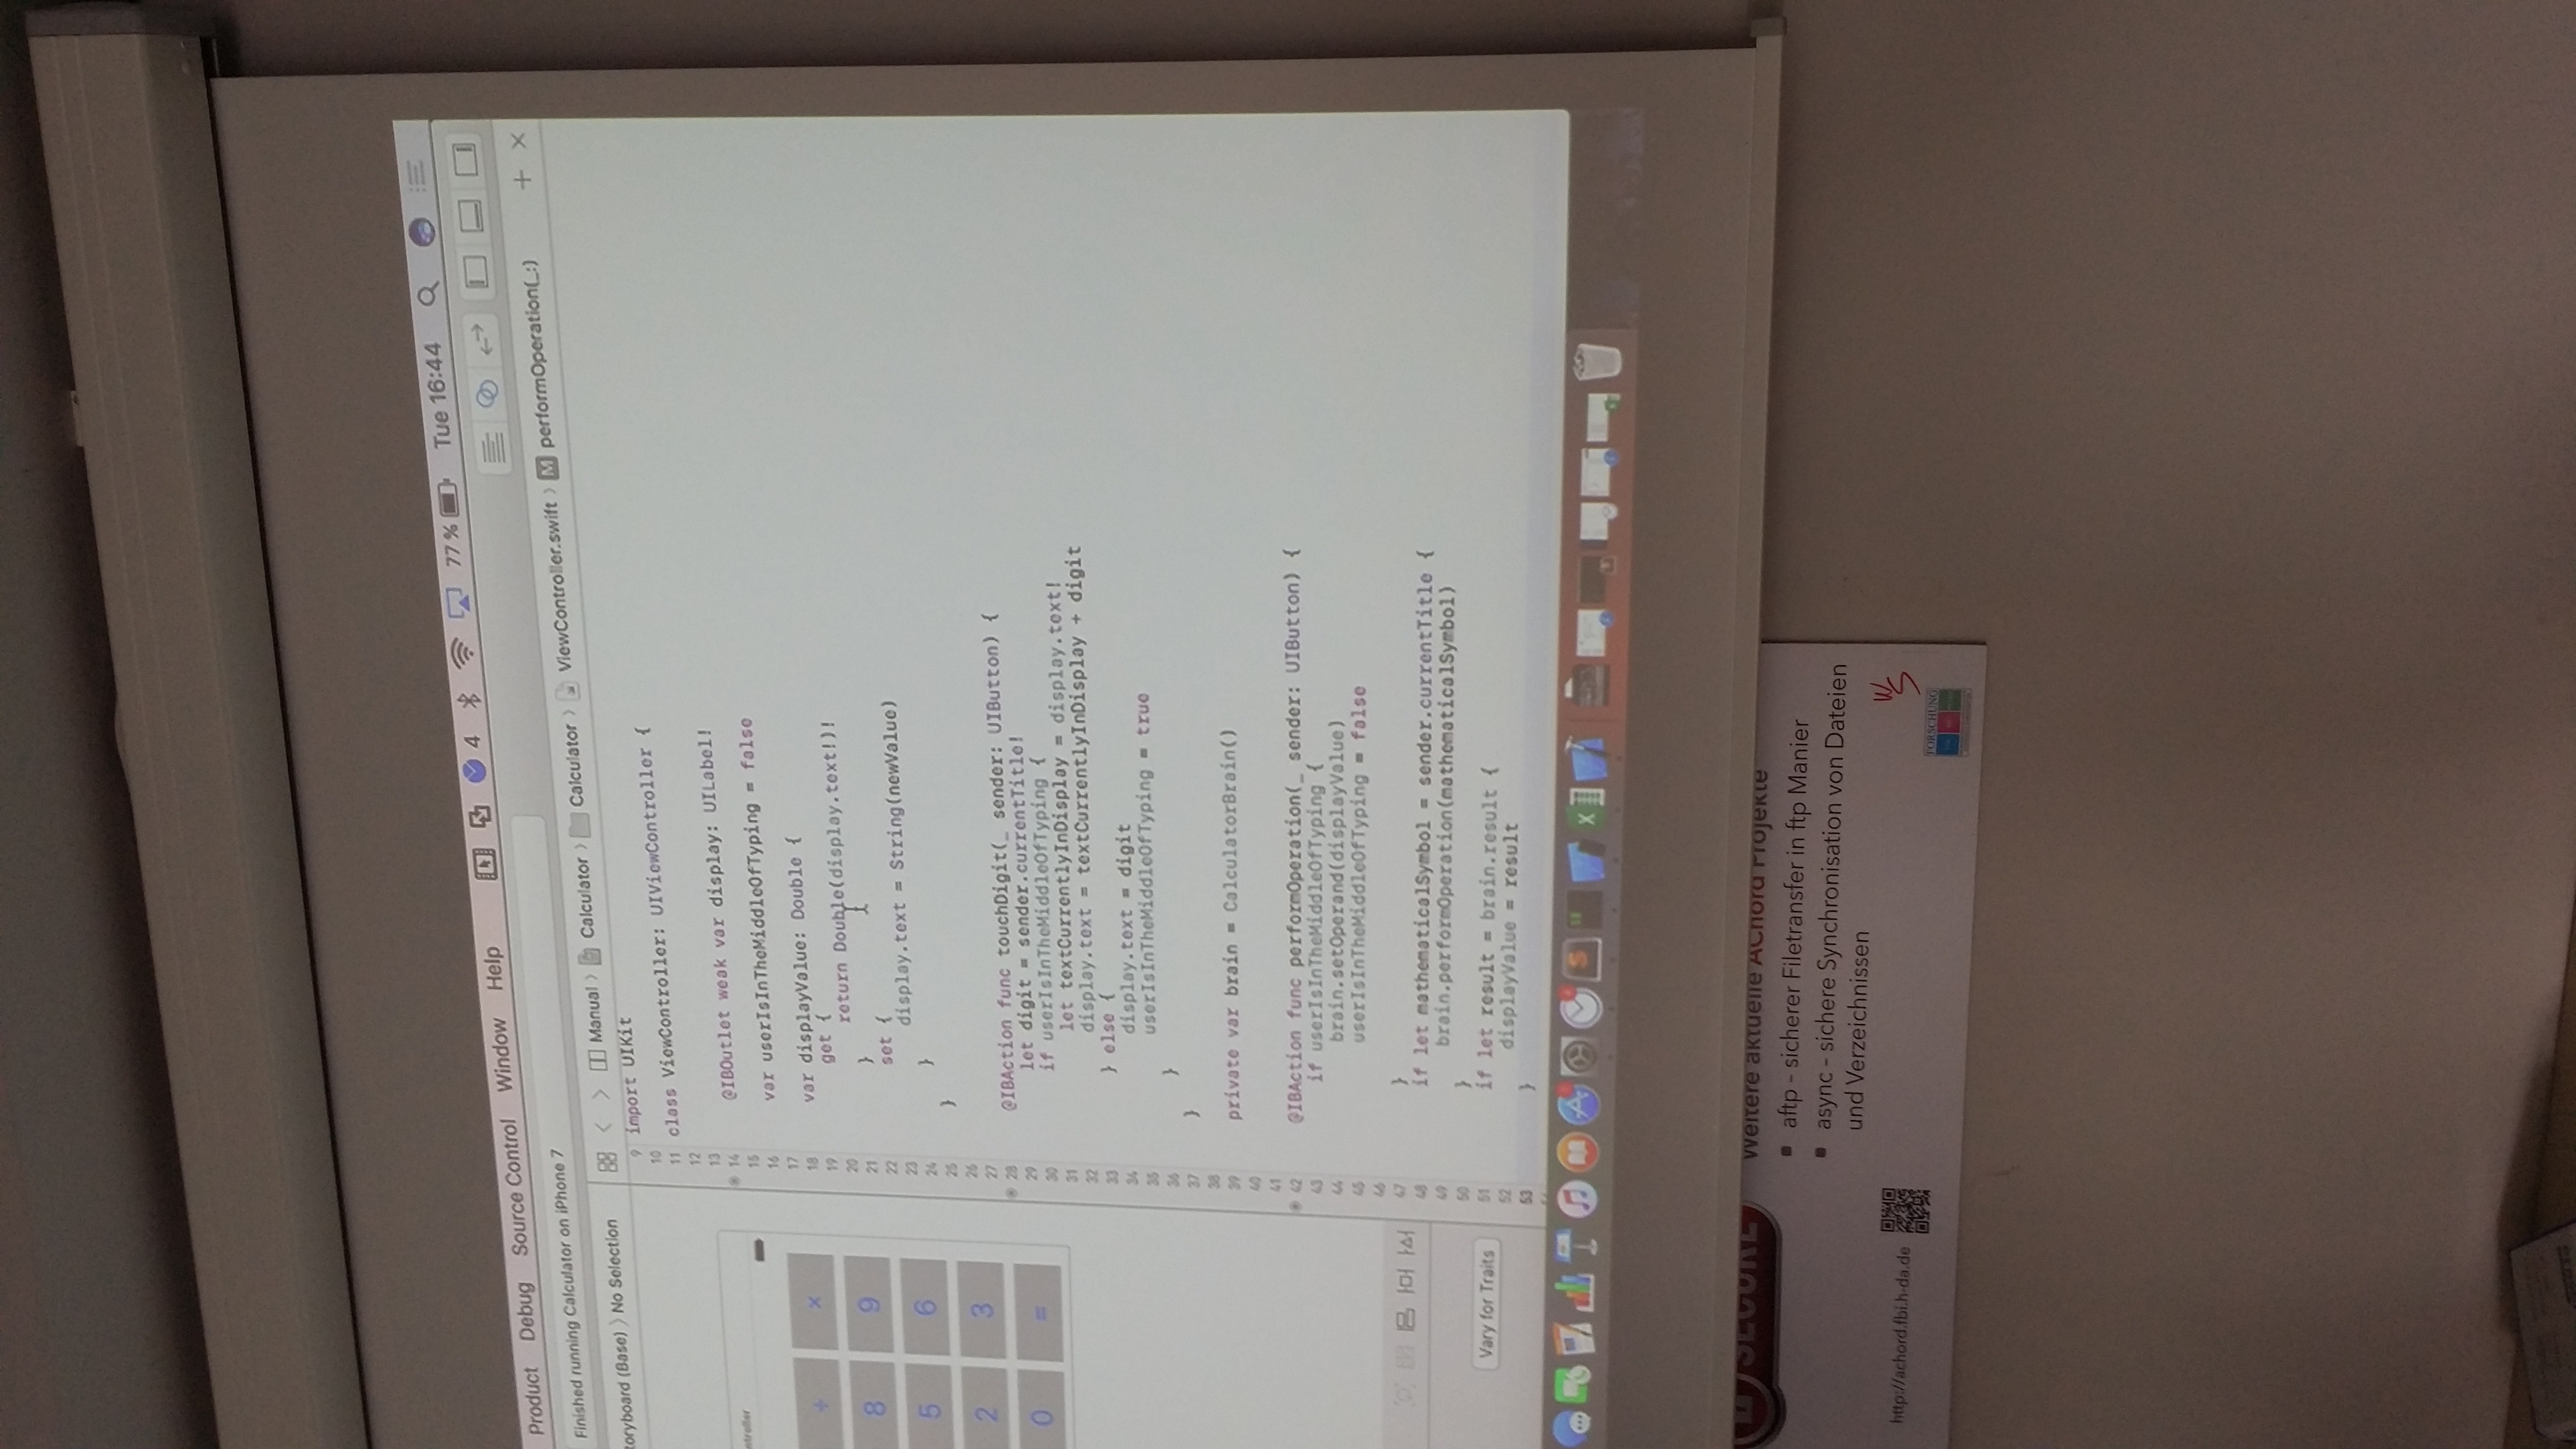 Product Debug Source Control Window Help 4 77 % Tue 16:44
Finished running Calculator on iPhone 7
toryboard (Base) 〉 No Selection
Manual 〉 Calculator 〉 Calculator 〉 ViewController.swift 〉 M performOperation(_:)
ntroller
÷ ×
8 9
5 6
2 3
0 =
Vary for Traits
9 import UIKit
10
11 class ViewController: UIViewController {
12
13
14 @IBOutlet weak var display: UILabel!
15
16 var userIsInTheMiddleOfTyping = false
17
18 var displayValue: Double {
19 get {
20 return Double(display.text!)!
21 }
22 set {
23 display.text = String(newValue)
24 }
25 }
26
27
28 @IBAction func touchDigit(_ sender: UIButton) {
29 let digit = sender.currentTitle!
30 if userIsInTheMiddleOfTyping {
31 let textCurrentlyInDisplay = display.text!
32 display.text = textCurrentlyInDisplay + digit
33 } else {
34 display.text = digit
35 userIsInTheMiddleOfTyping = true
36 }
37 }
38
39 private var brain = CalculatorBrain()
40
41
42 @IBAction func performOperation(_ sender: UIButton) {
43 if userIsInTheMiddleOfTyping {
44 brain.setOperand(displayValue)
45 userIsInTheMiddleOfTyping = false
46
47 }
48 if let mathematicalSymbol = sender.currentTitle {
49 brain.performOperation(mathematicalSymbol)
50 }
51 if let result = brain.result {
52 displayValue = result
53 }
SECURE
Weitere aktuelle AChord Projekte
▪ aftp - sicherer Filetransfer in ftp Manier
▪ async - sichere Synchronisation von Dateien
und Verzeichnissen
http://achord.fbi.h-da.de
WS
FORSCHUNG